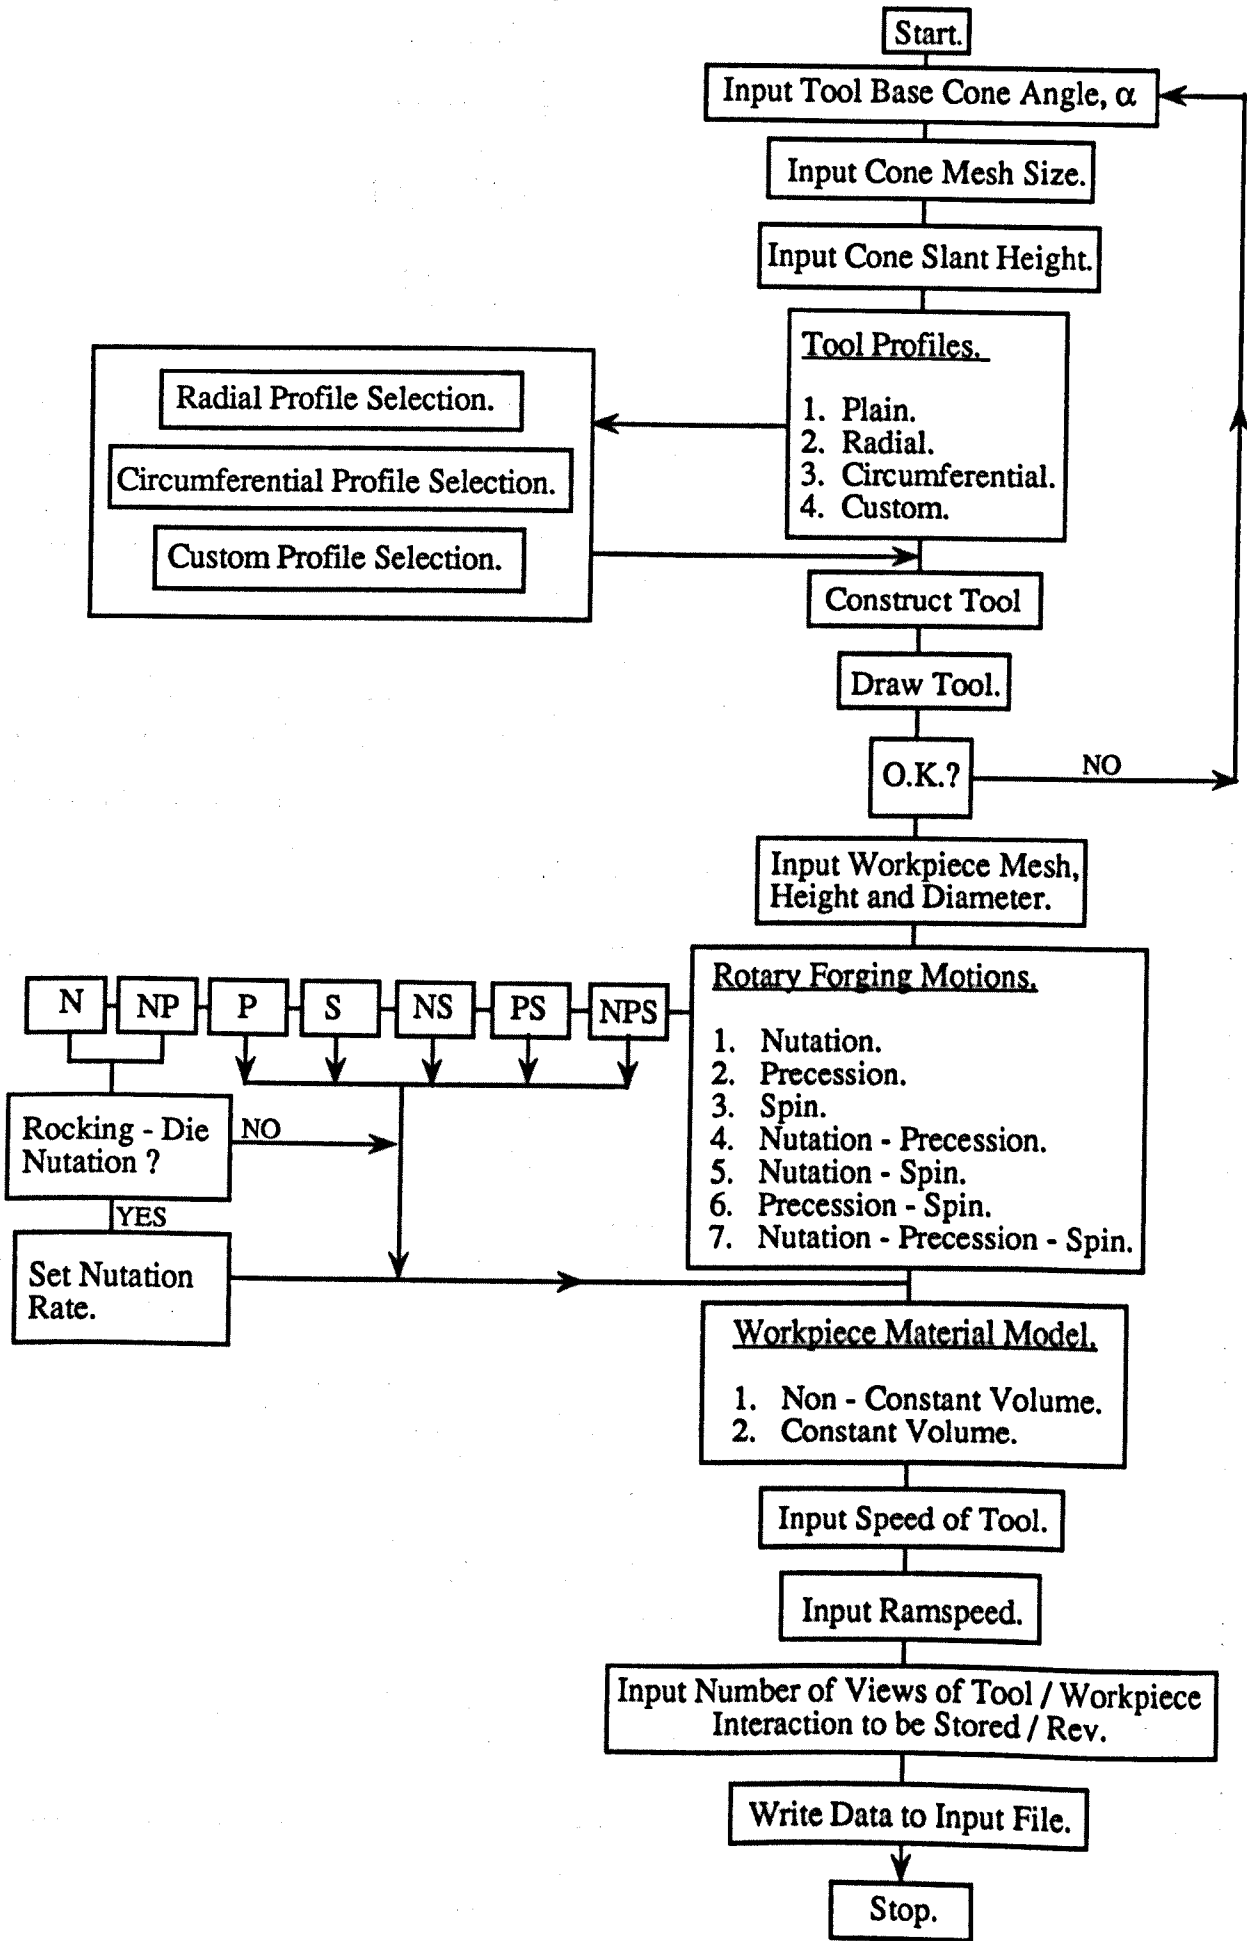 Start.
Input Tool Base Cone Angle, α
Input Cone Mesh Size.
Input Cone Slant Height.
Tool Profiles.
1. Plain.
2. Radial.
3. Circumferential.
4. Custom.
Radial Profile Selection.
Circumferential Profile Selection.
Custom Profile Selection.
Construct Tool
Draw Tool.
O.K.?
NO
Input Workpiece Mesh,
Height and Diameter.
Rotary Forging Motions.
1. Nutation.
2. Precession.
3. Spin.
4. Nutation - Precession.
5. Nutation - Spin.
6. Precession - Spin.
7. Nutation - Precession - Spin.
N
NP
P
S
NS
PS
NPS
Rocking - Die
Nutation ?
NO
YES
Set Nutation
Rate.
Workpiece Material Model.
1. Non - Constant Volume.
2. Constant Volume.
Input Speed of Tool.
Input Ramspeed.
Input Number of Views of Tool / Workpiece
Interaction to be Stored / Rev.
Write Data to Input File.
Stop.